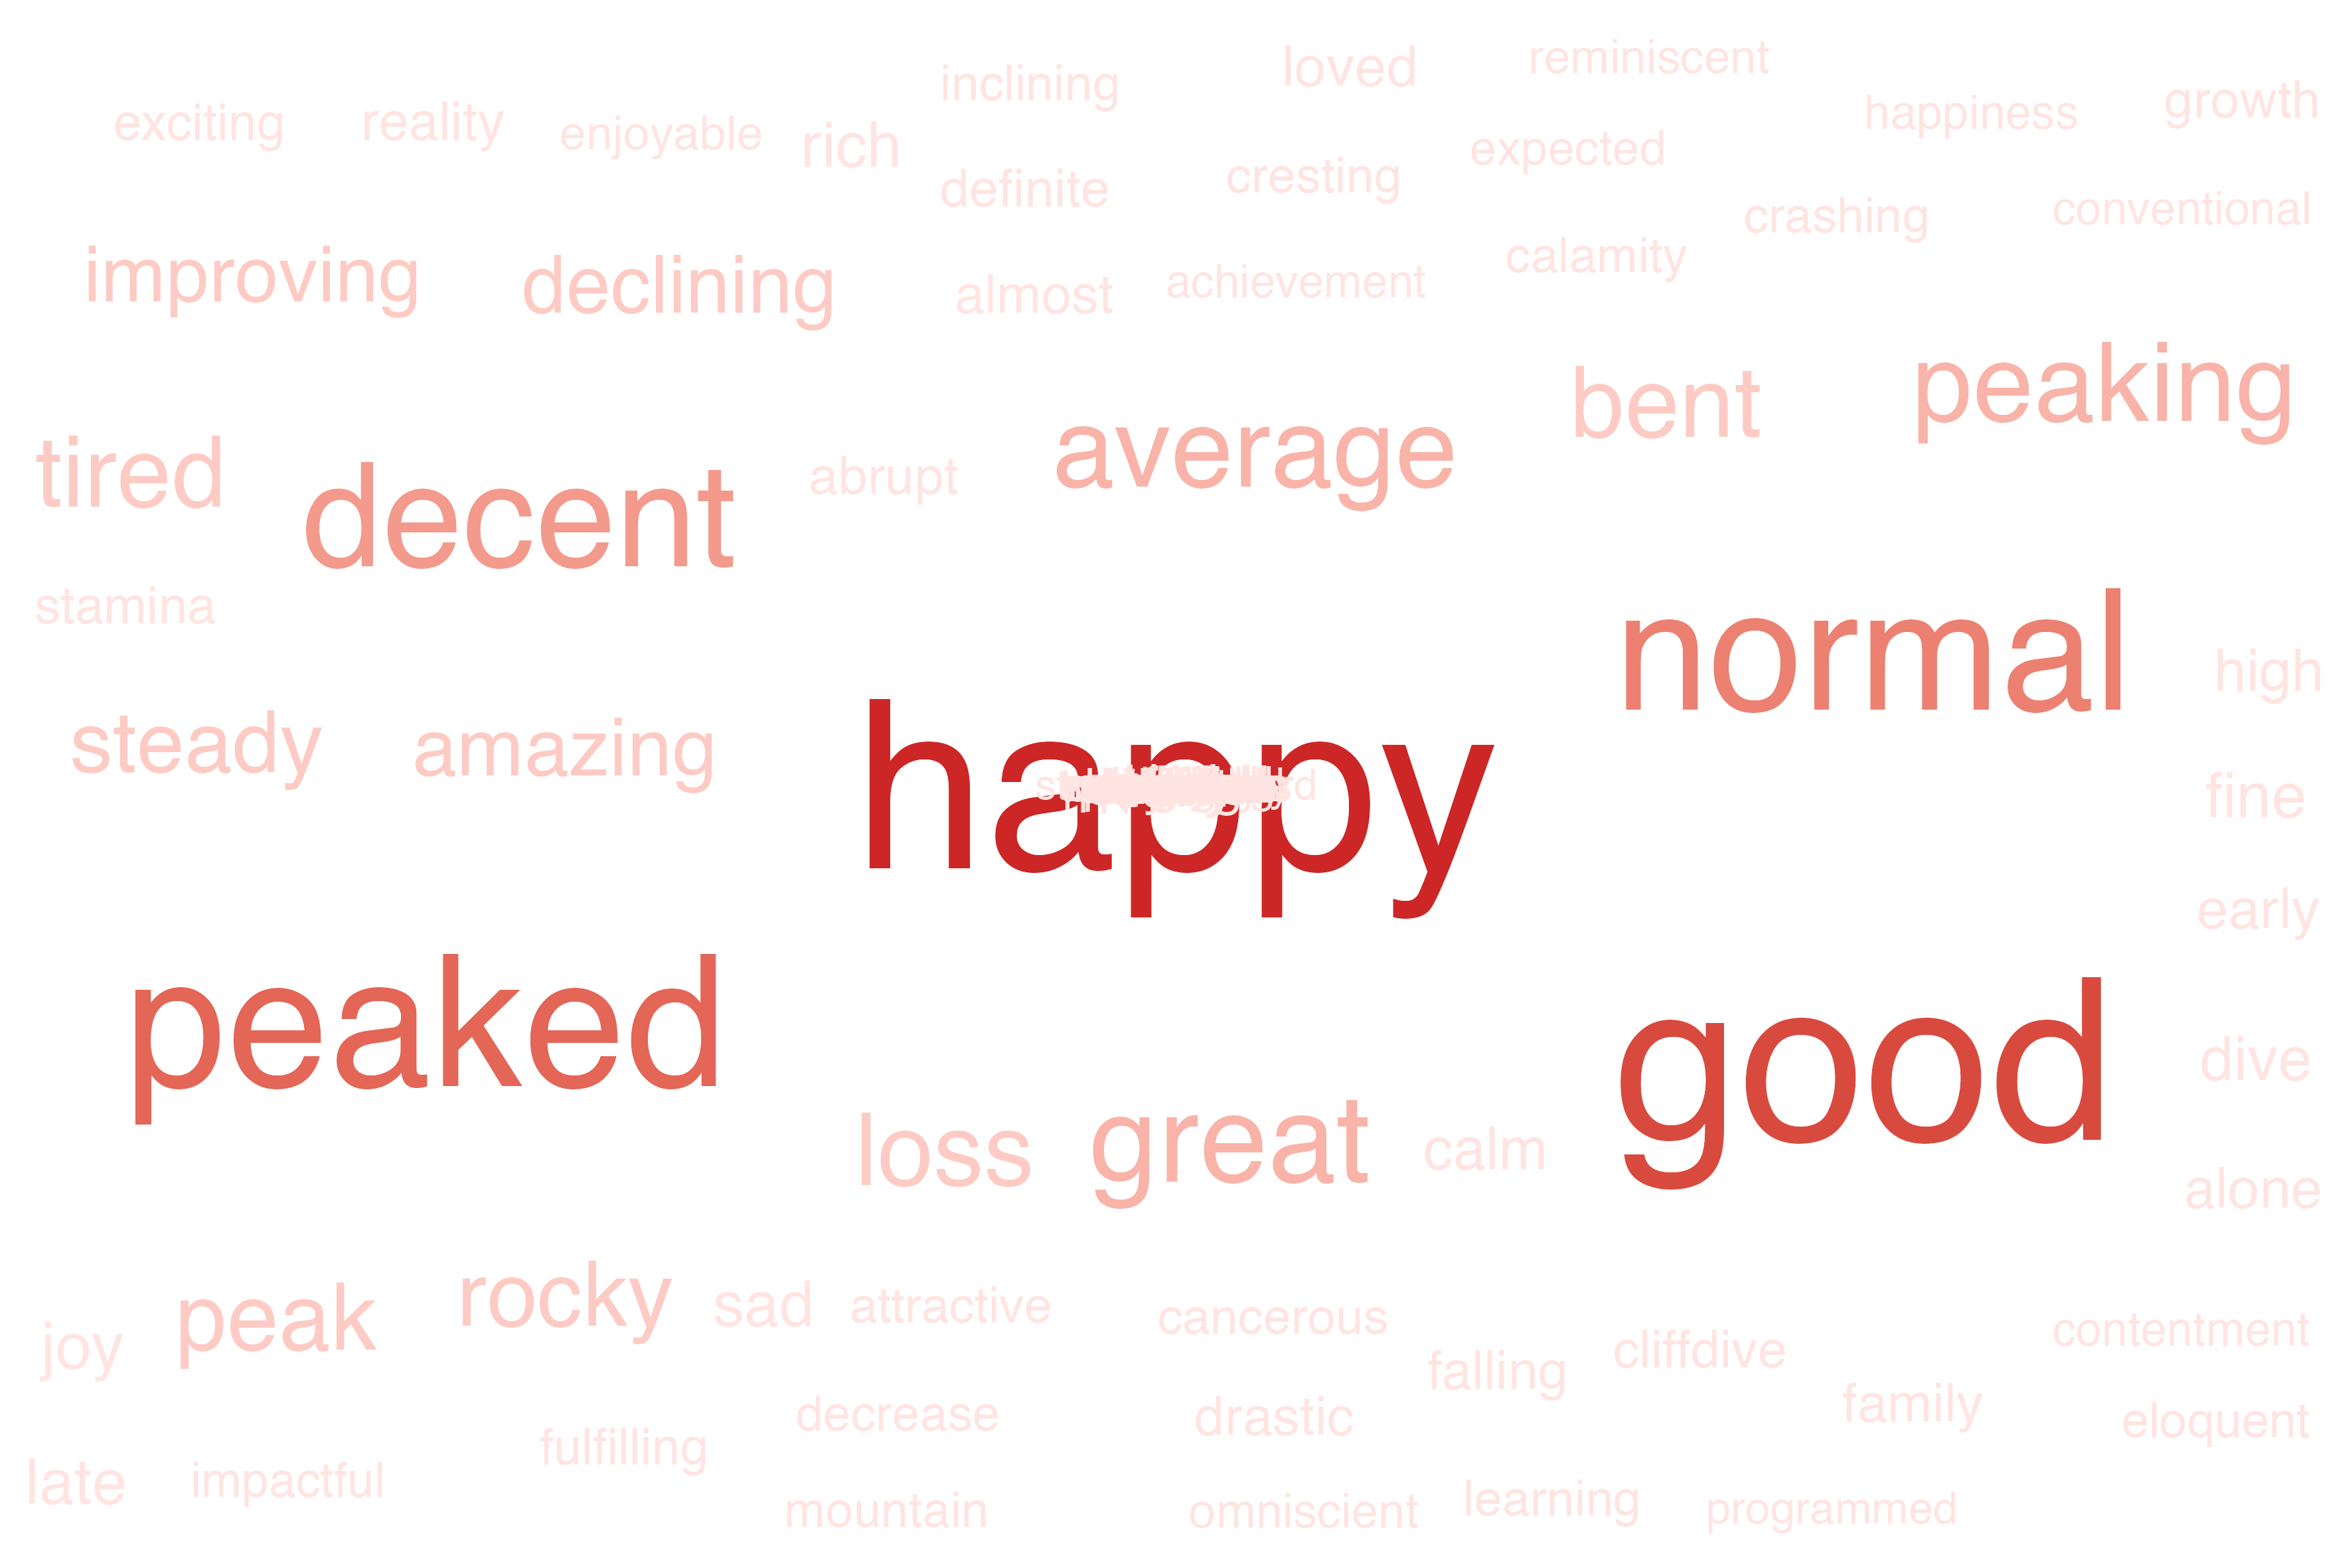 loved
reminiscent
inclining
growth
happiness
exciting
reality
enjoyable
rich
expected
cresting
definite
conventional
crashing
calamity
improving
declining
almost
achievement
peaking
bent
average
tired
abrupt
decent
stamina
normal
high
steady
amazing
happy
fine
early
peaked
good
dive
loss
great
calm
alone
rocky
sad
attractive
peak
joy
cancerous
contentment
cliffdive
falling
family
decrease
drastic
eloquent
fulfilling
late
impactful
mountain
omniscient
learning
programmed